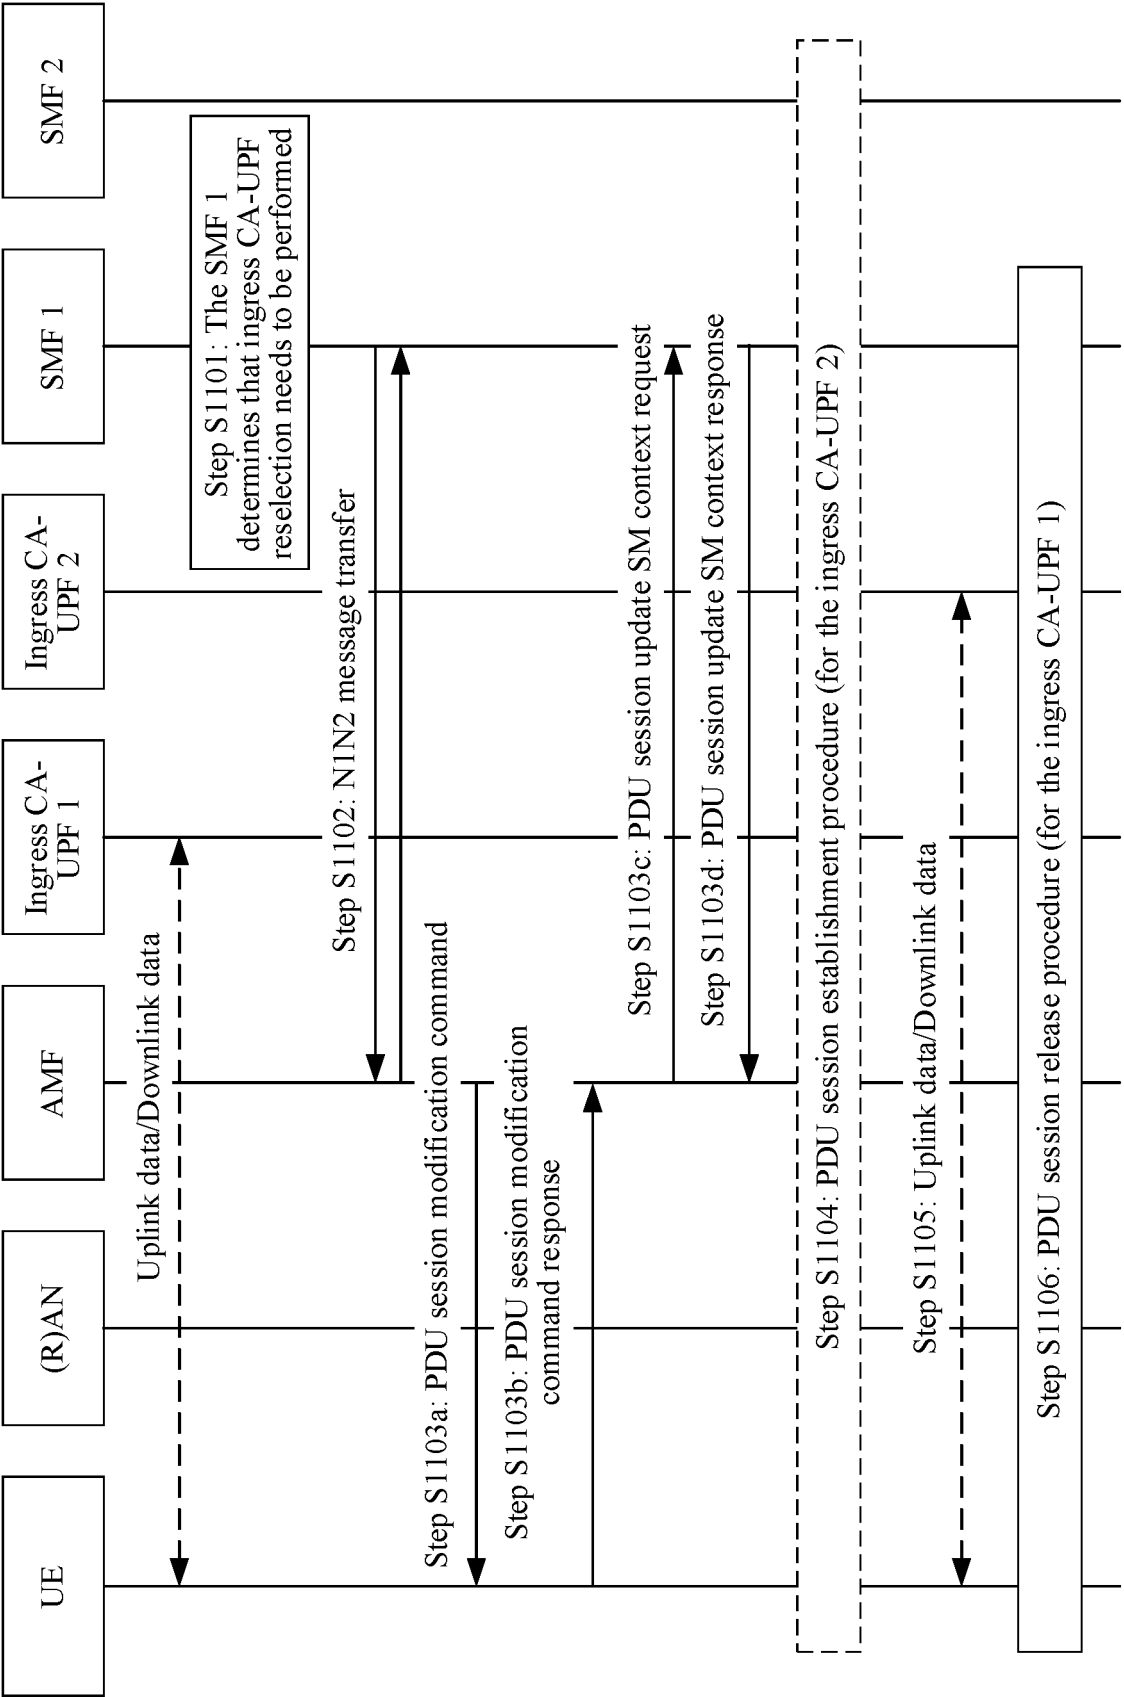 UE
(R)AN
AMF
Ingress CA-
UPF 1
Ingress CA-
UPF 2
SMF 1
SMF 2
Uplink data/Downlink data
Step S1101: The SMF 1
determines that ingress CA-UPF
reselection needs to be performed
Step S1102: N1N2 message transfer
Step S1103a: PDU session modification command
Step S1103b: PDU session modification
command response
Step S1103c: PDU session update SM context request
Step S1103d: PDU session update SM context response
Step S1104: PDU session establishment procedure (for the ingress CA-UPF 2)
Step S1105: Uplink data/Downlink data
Step S1106: PDU session release procedure (for the ingress CA-UPF 1)